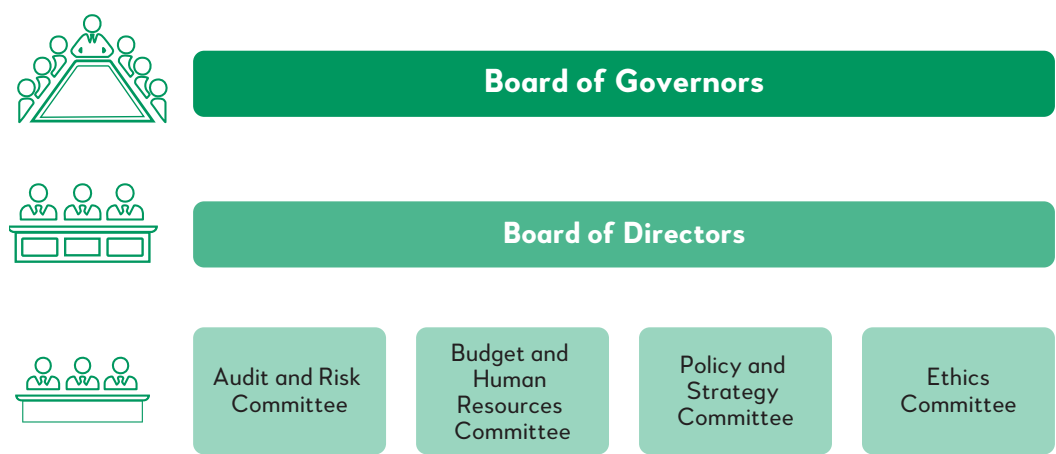 Board of Governors
Board of Directors
Audit and Risk
Committee
Budget and
Human
Resources
Committee
Policy and
Strategy
Committee
Ethics
Committee